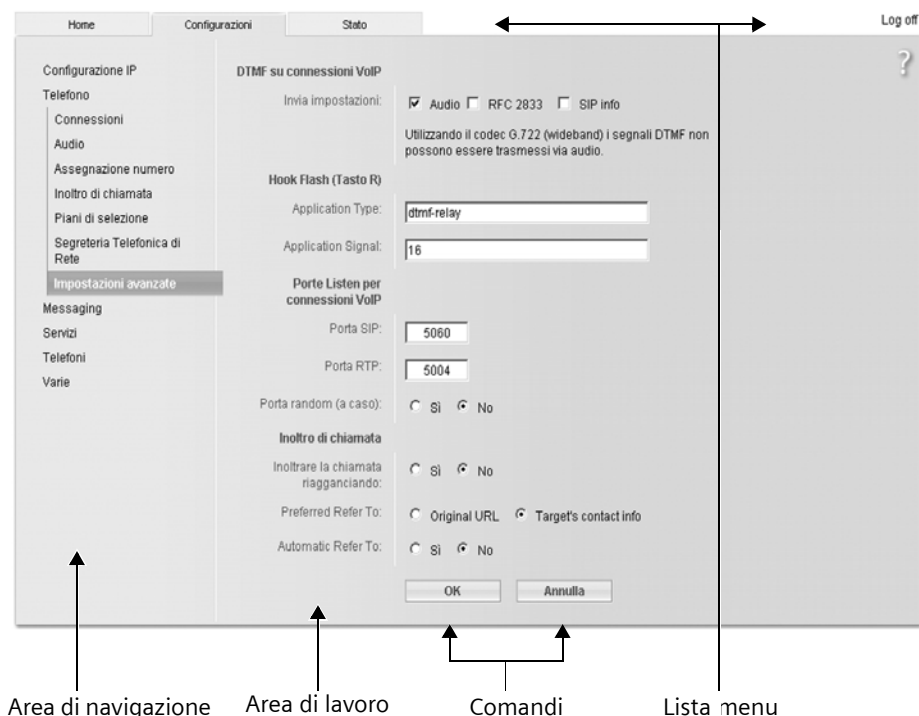 Home
Configurazioni
Stato
Log off
?
Configurazione IP
Telefono
Connessioni
Audio
Assegnazione numero
Inoltro di chiamata
Piani di selezione
Segreteria Telefonica di
Rete
Impostazioni avanzate
Messaging
Servizi
Telefoni
Varie
DTMF su connessioni VoIP
Invia impostazioni: Audio RFC 2833 SIP info
Utilizzando il codec G.722 (wideband) i segnali DTMF non
possono essere trasmessi via audio.
Hook Flash (Tasto R)
Application Type: dtmf-relay
Application Signal: 16
Porte Listen per
connessioni VoIP
Porta SIP: 5060
Porta RTP: 5004
Porta random (a caso): Sì No
Inoltro di chiamata
Inoltrare la chiamata
riagganciando: Sì No
Preferred Refer To: Original URL Target's contact info
Automatic Refer To: Sì No
OK Annulla
Area di navigazione Area di lavoro Comandi Lista menu